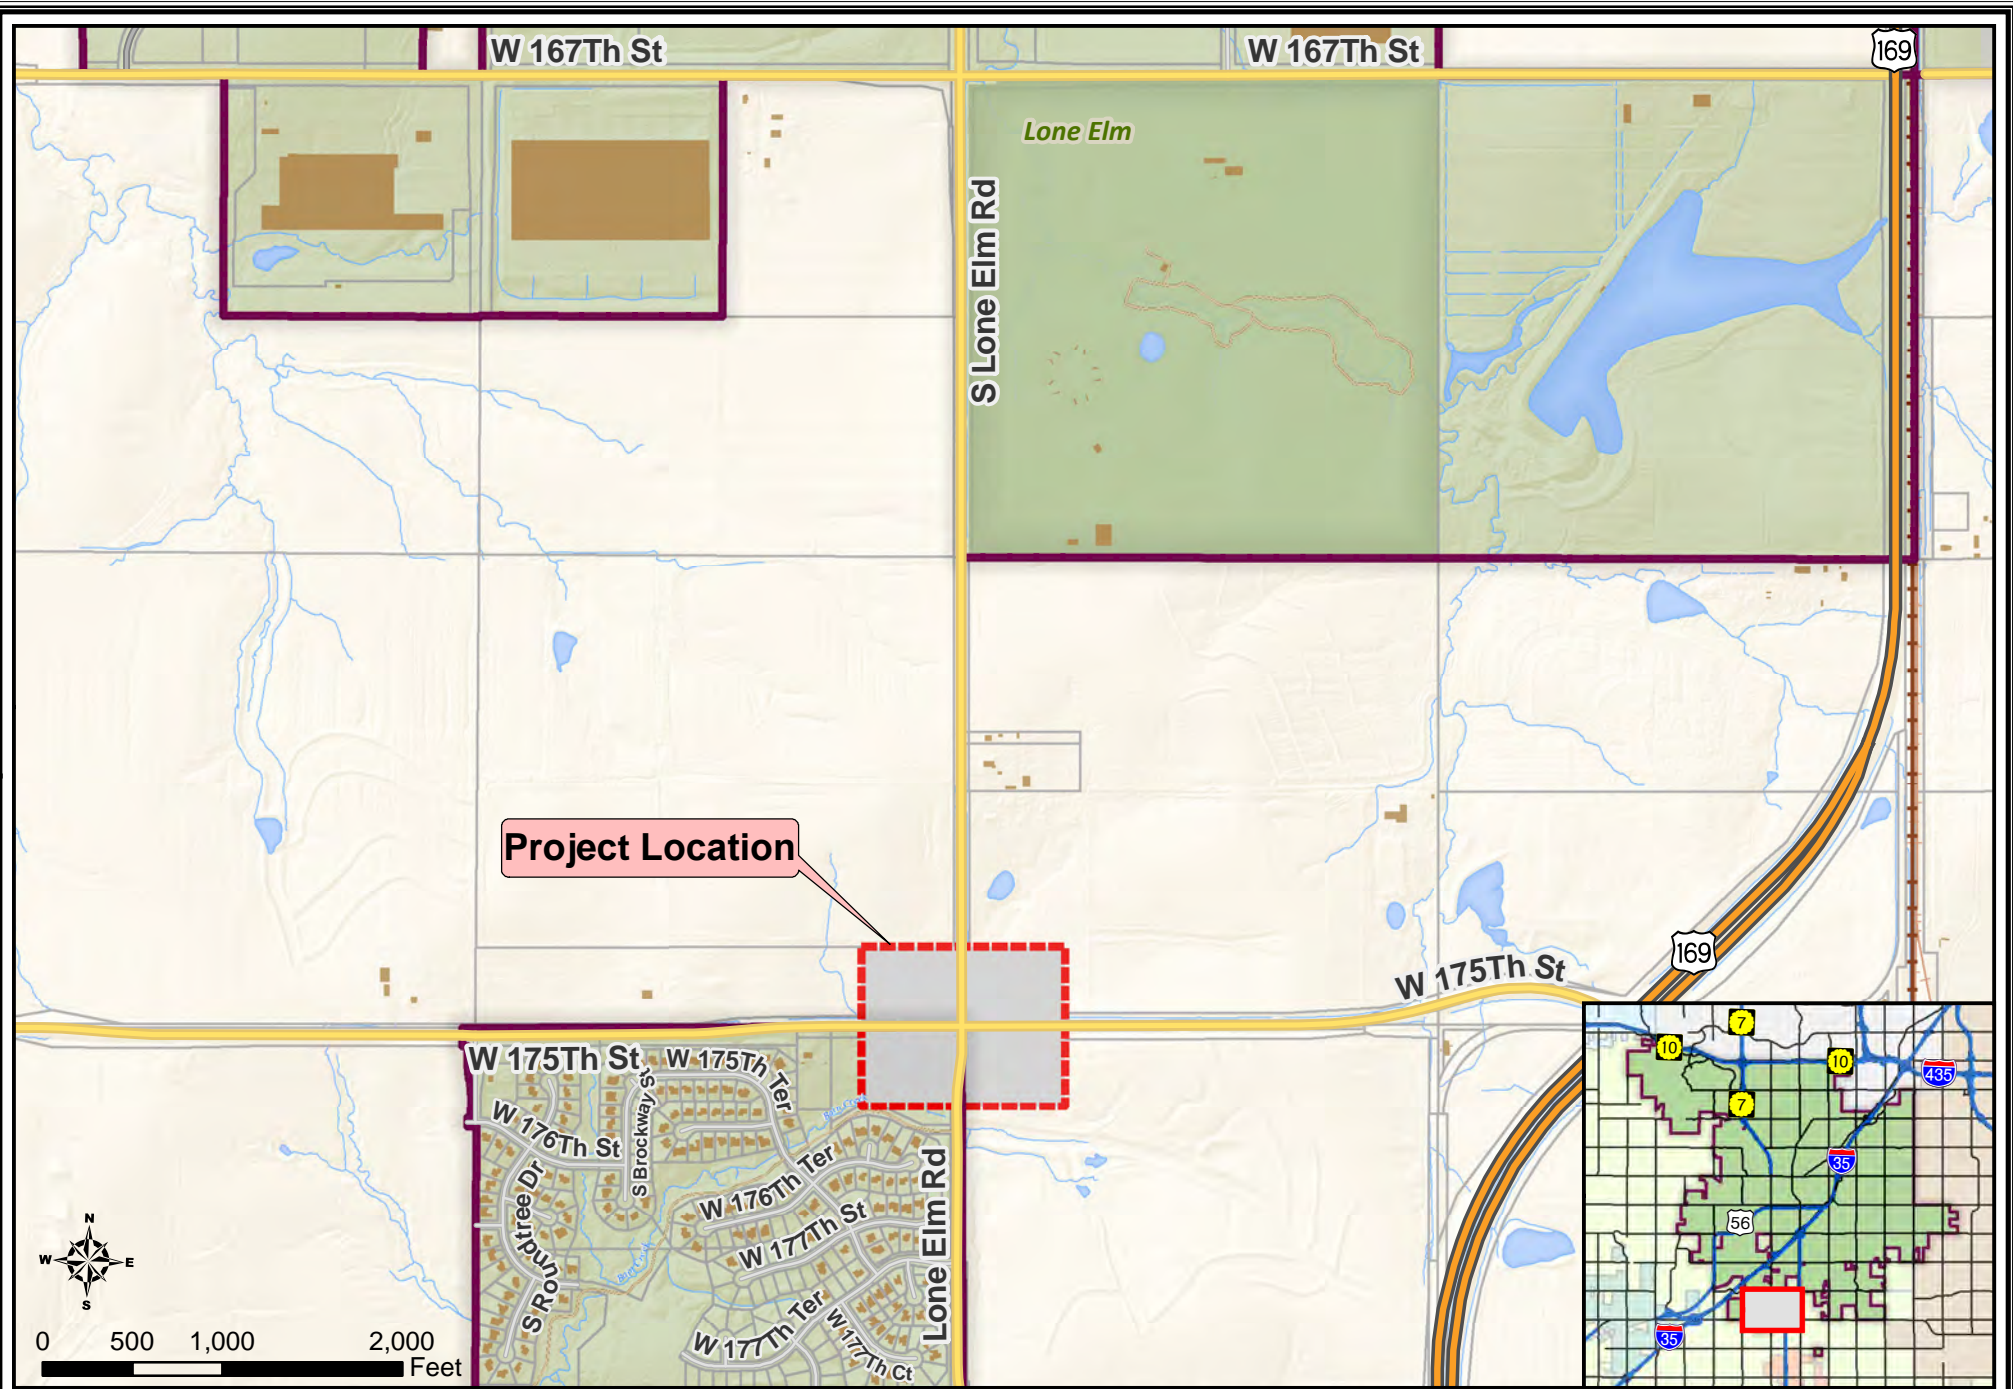 W 167Th St
W 167Th St
169
Lone Elm
S Lone Elm Rd
Project Location
W 175Th St
169
W 175Th St
W 175Th Ter
S Brockway St
W 176Th St
S Roundtree Dr
W 176Th Ter
W 177Th St
W 177Th Ter
W 177Th Ct
Lone Elm Rd
Bull Creek
N
W
E
S
0
500
1,000
2,000
Feet
7
10
10
435
7
35
56
35